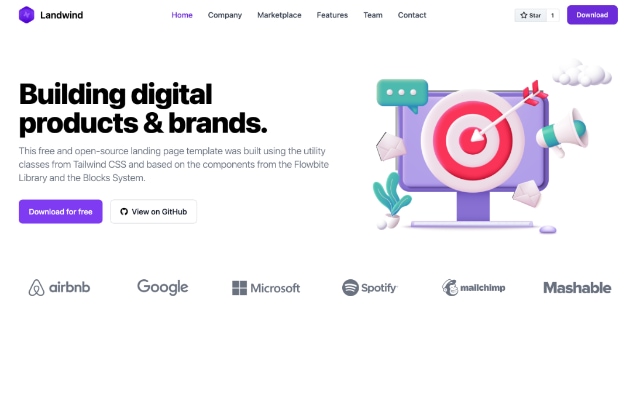 Landwind
Home Company Marketplace Features Team Contact
Star 1
Download
Building digital
products & brands.
This free and open-source landing page template was built using the utility
classes from Tailwind CSS and based on the components from the Flowbite
Library and the Blocks System.
Download for free
View on GitHub
airbnb Google Microsoft Spotify mailchimp Mashable